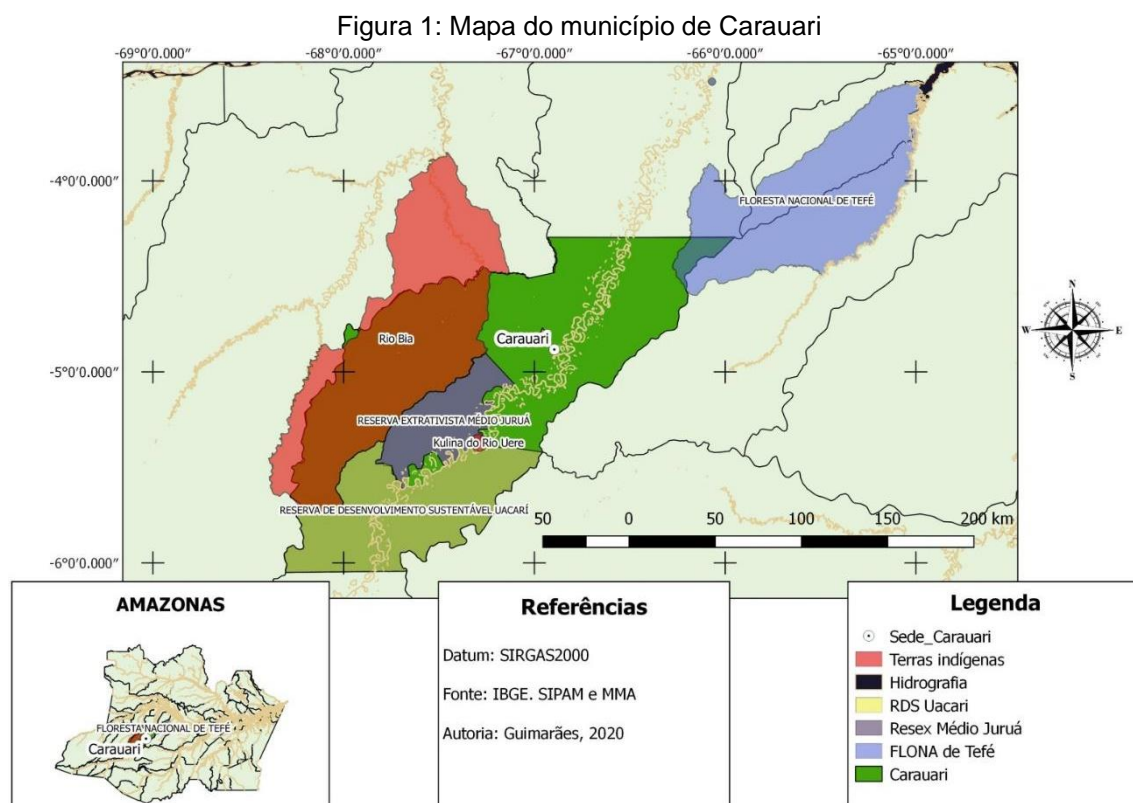 Figura 1: Mapa do município de Carauari
-69°0'0.000" -68°0'0.000" -67°0'0.000" -66°0'0.000" -65°0'0.000"
-4°0'0.000"
FLORESTA NACIONAL DE TEFÉ
Carauari
Rio Bia
-5°0'0.000"
RESERVA EXTRATIVISTA MÉDIO JURUÁ
Kulina do Rio Uere
RESERVA DE DESENVOLVIMENTO SUSTENTÁVEL UACARÍ
50 0 50 100 150 200 km
-6°0'0.000"
N
W E
S
AMAZONAS
FLORESTA NACIONAL DE TEFÉ
Carauari
Referências
Datum: SIRGAS2000
Fonte: IBGE. SIPAM e MMA
Autoria: Guimarães, 2020
Legenda
Sede_Carauari
Terras indígenas
Hidrografia
RDS Uacari
Resex Médio Juruá
FLONA de Tefé
Carauari